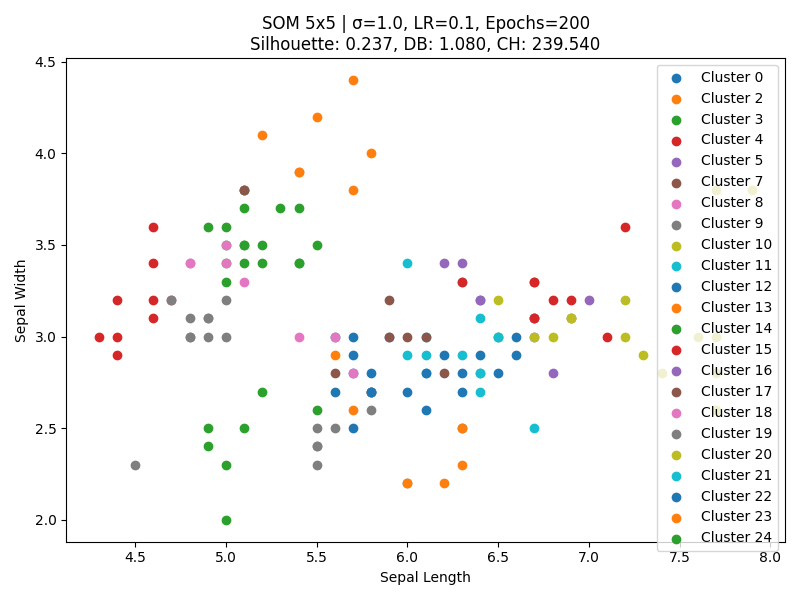 SOM 5x5 | σ=1.0, LR=0.1, Epochs=200
Silhouette: 0.237, DB: 1.080, CH: 239.540
Sepal Width
4.5
4.0
3.5
3.0
2.5
2.0
Cluster 0
Cluster 2
Cluster 3
Cluster 4
Cluster 5
Cluster 7
Cluster 8
Cluster 9
Cluster 10
Cluster 11
Cluster 12
Cluster 13
Cluster 14
Cluster 15
Cluster 16
Cluster 17
Cluster 18
Cluster 19
Cluster 20
Cluster 21
Cluster 22
Cluster 23
Cluster 24
4.5 5.0 5.5 6.0 6.5 7.0 7.5 8.0
Sepal Length